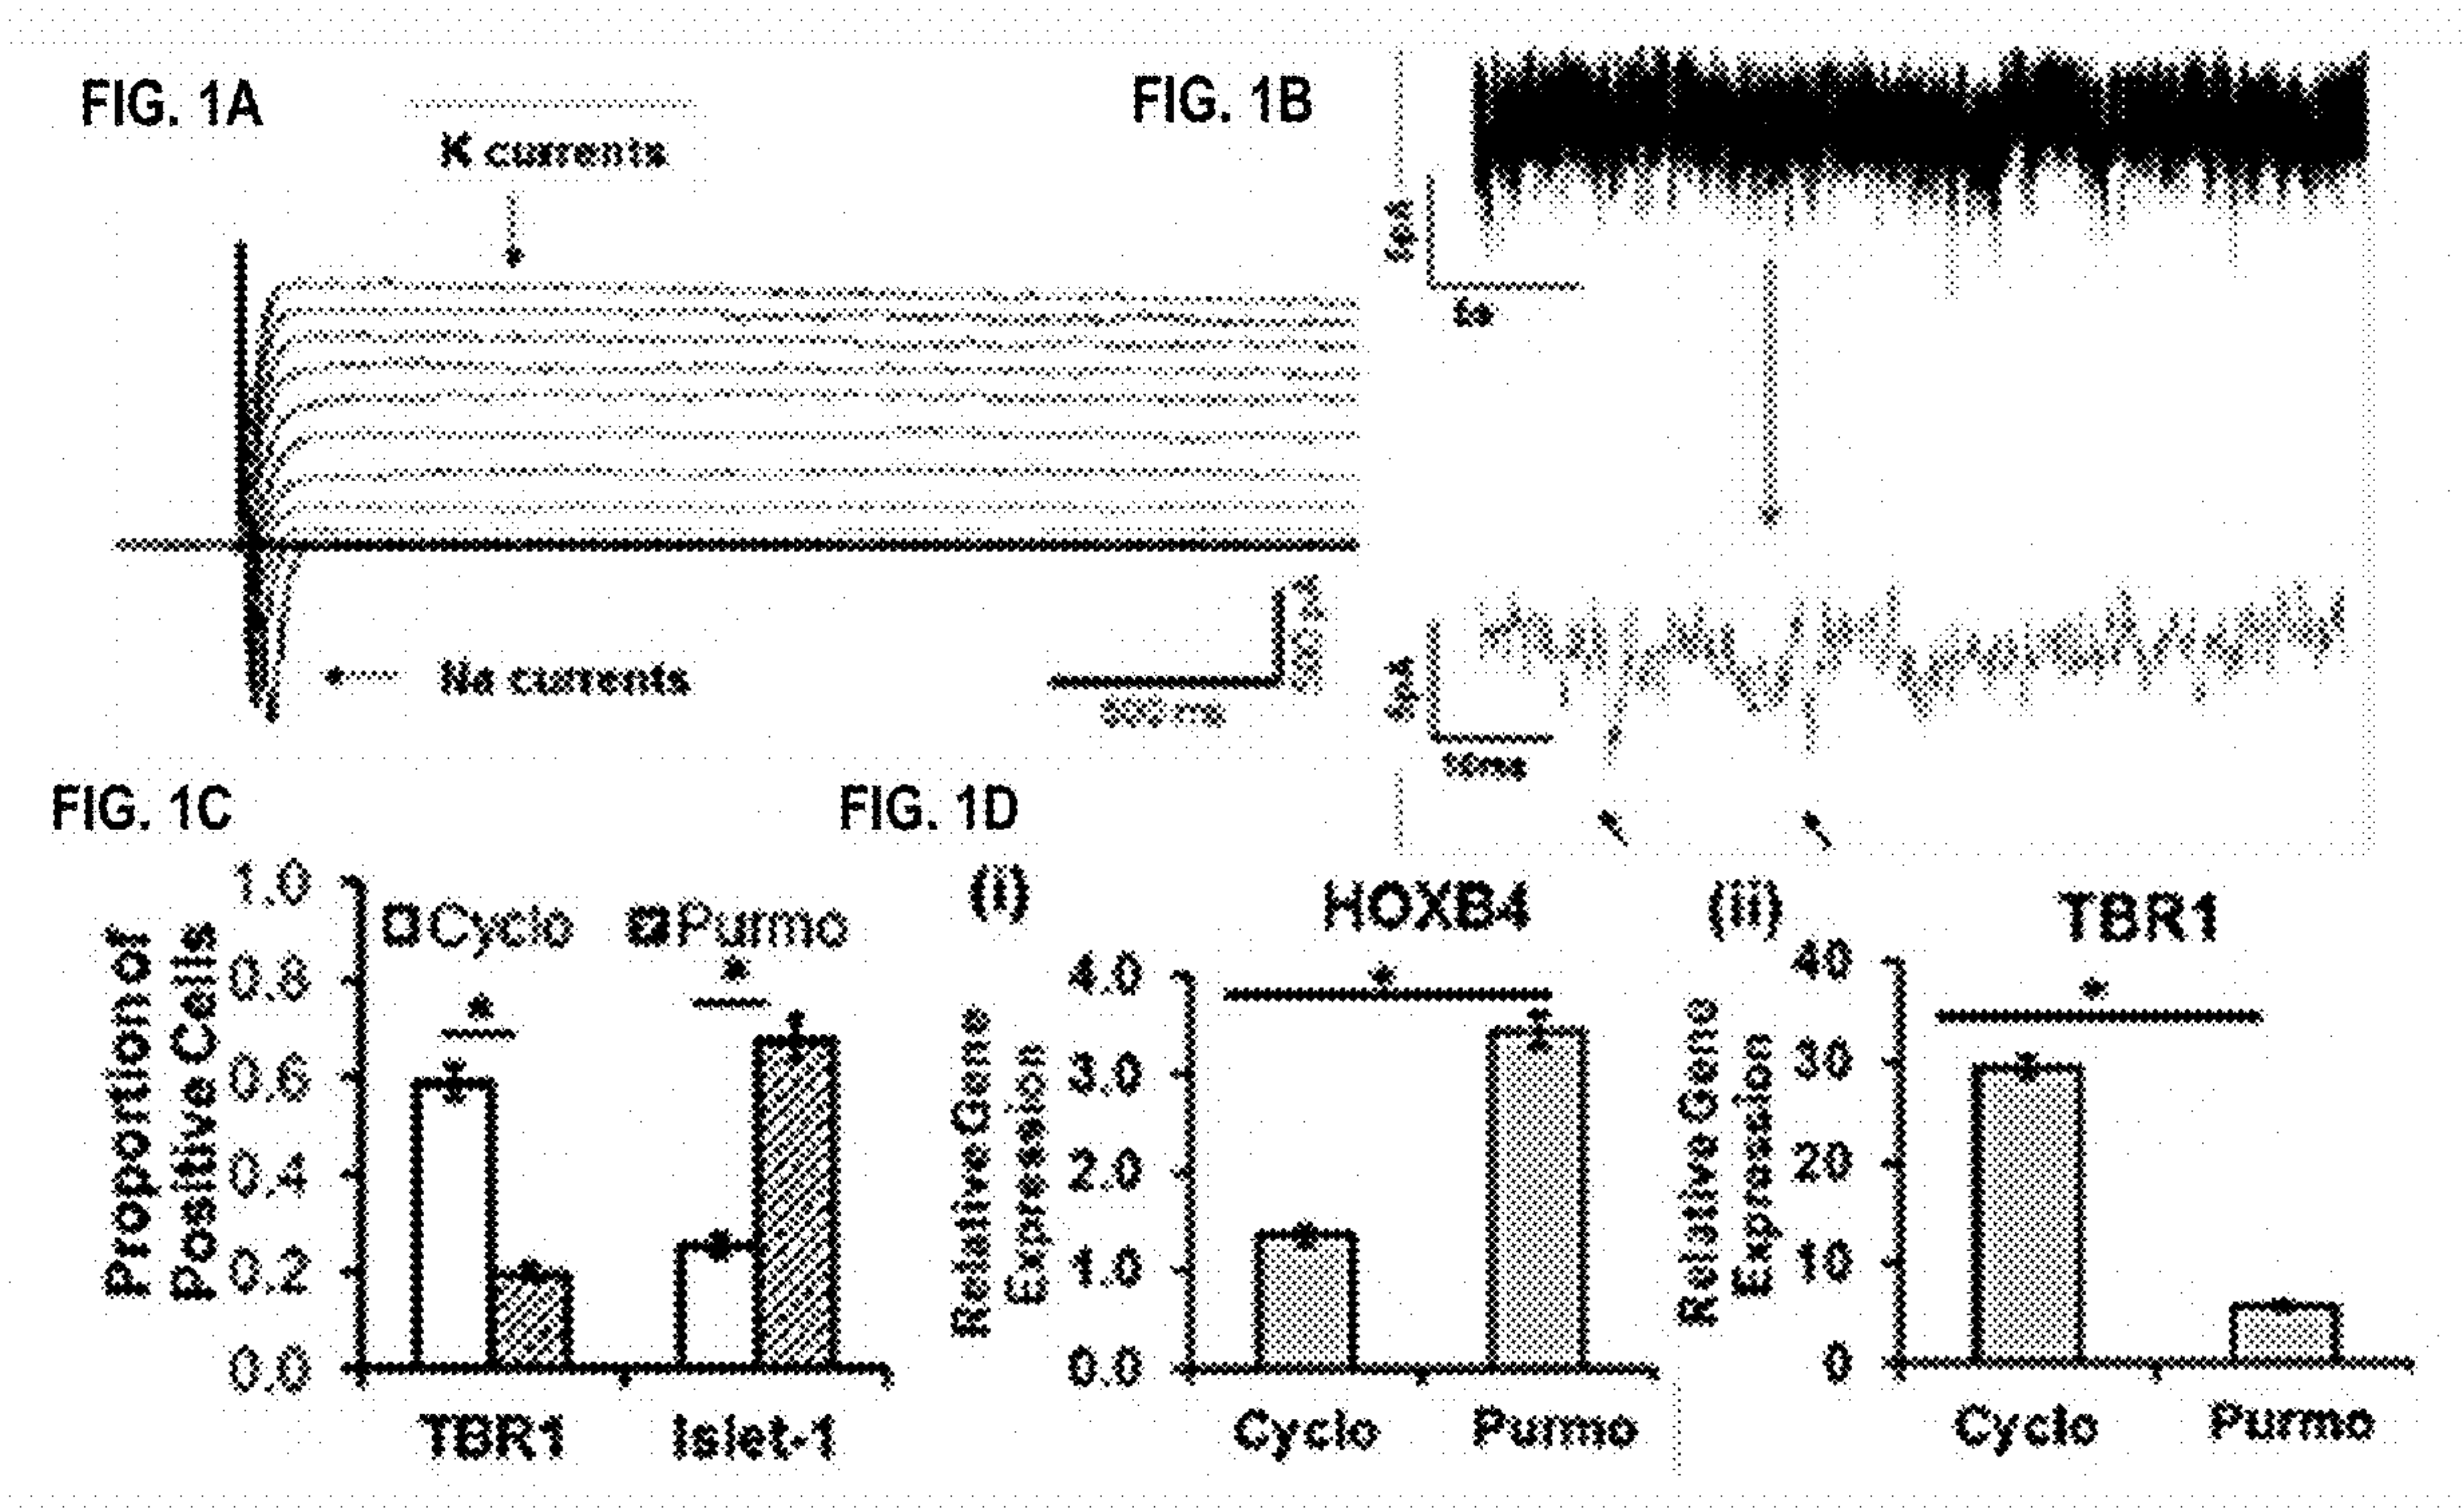 FIG. 1A
K currents
Na currents
500 ms
FIG. 1B
10ms
FIG. 1C
Proportion of
Positive Cells
1.0
0.8
0.6
0.4
0.2
0.0
Cyclo
Purmo
*
*
TBR1
Islet-1
FIG. 1D
(i)
HOXB4
Relative Gene
Expression
4.0
3.0
2.0
1.0
0.0
*
Cyclo
Purmo
(ii)
TBR1
Relative Gene
Expression
40
30
20
10
0
*
Cyclo
Purmo